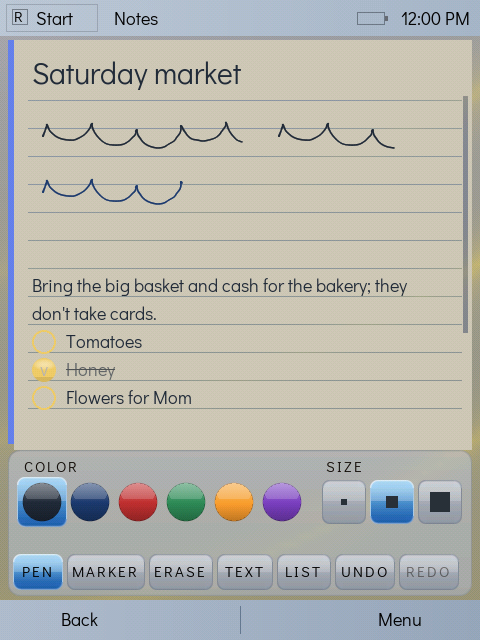 R Start Notes 12:00 PM
Saturday market
Bring the big basket and cash for the bakery; they
don't take cards.
Tomatoes
v Honey
Flowers for Mom
COLOR SIZE
PEN MARKER ERASE TEXT LIST UNDO REDO
Back Menu